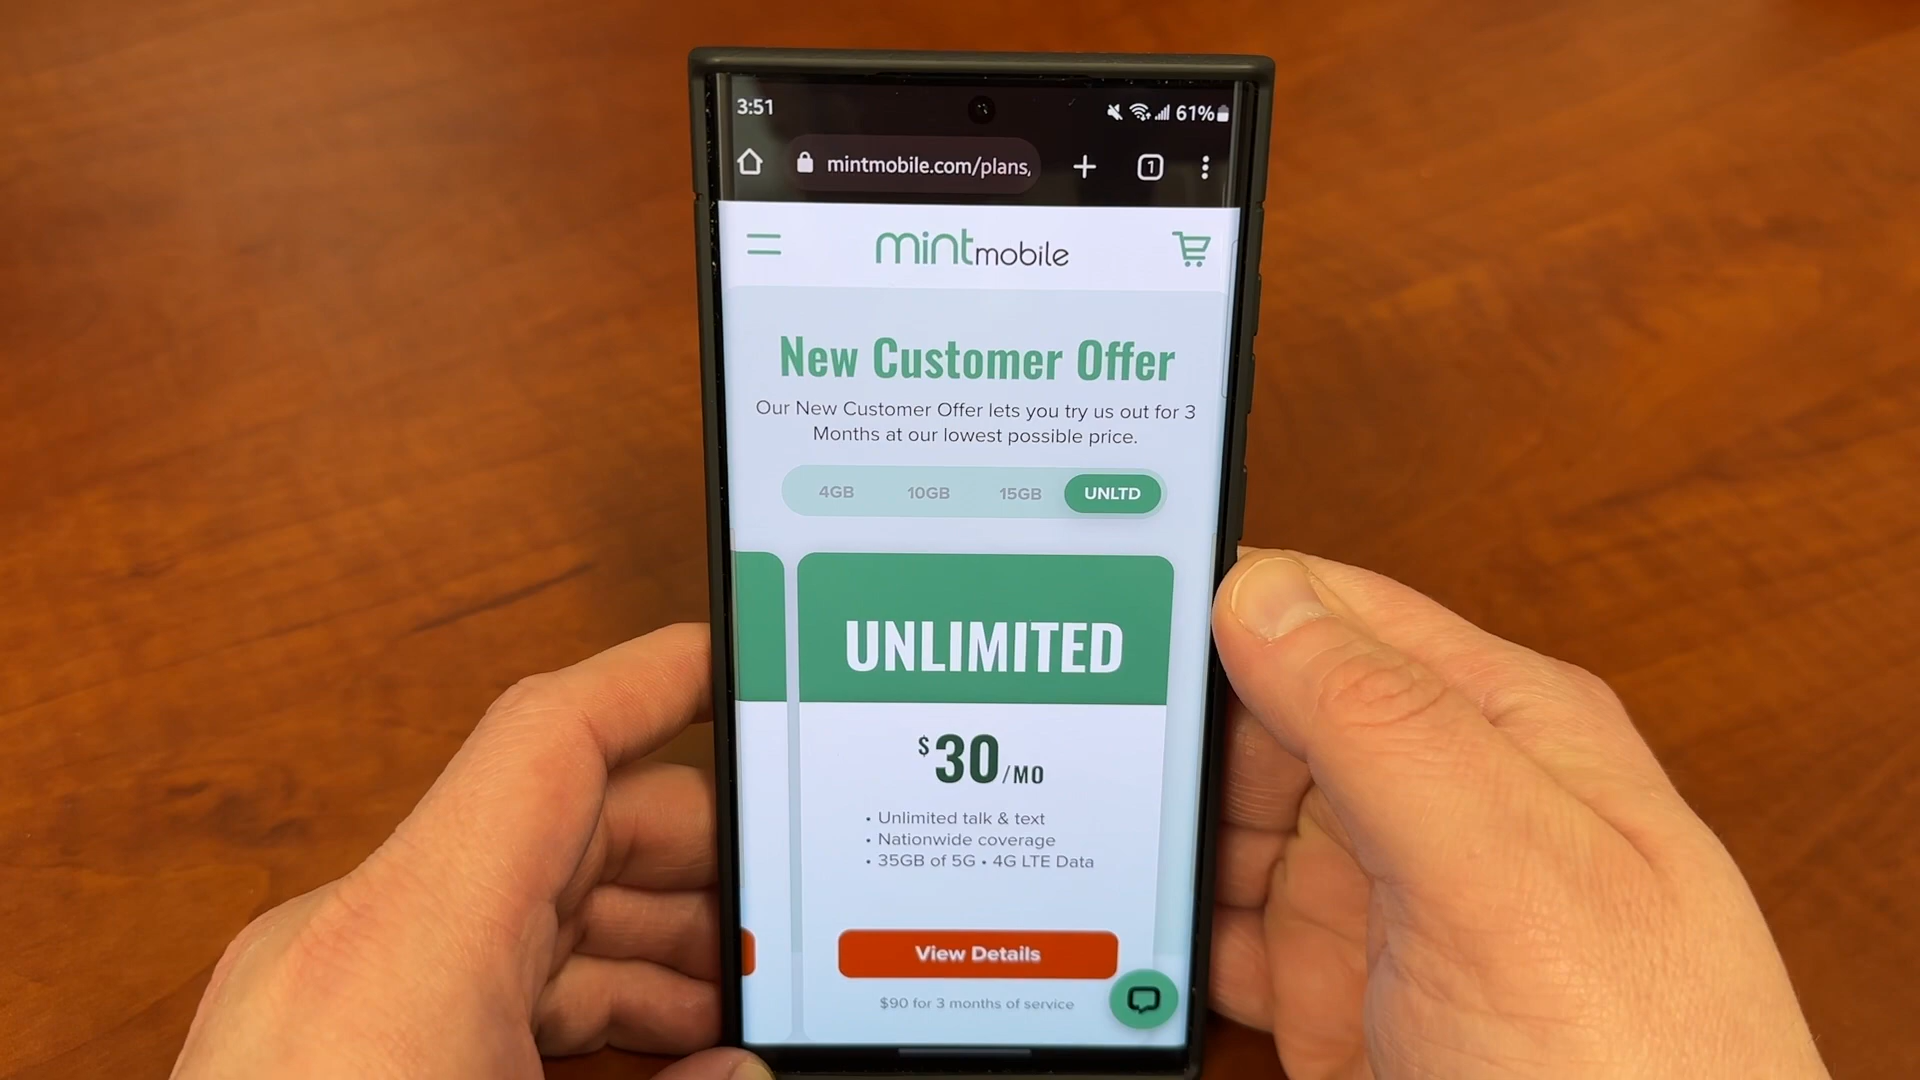 3:51
61%
mintmobile.com/plans/
1
mint mobile
New Customer Offer
Our New Customer Offer lets you try us out for 3
Months at our lowest possible price.
4GB 10GB 15GB UNLTD
UNLIMITED
$30/MO
• Unlimited talk & text
• Nationwide coverage
• 35GB of 5G • 4G LTE Data
View Details
$90 for 3 months of service